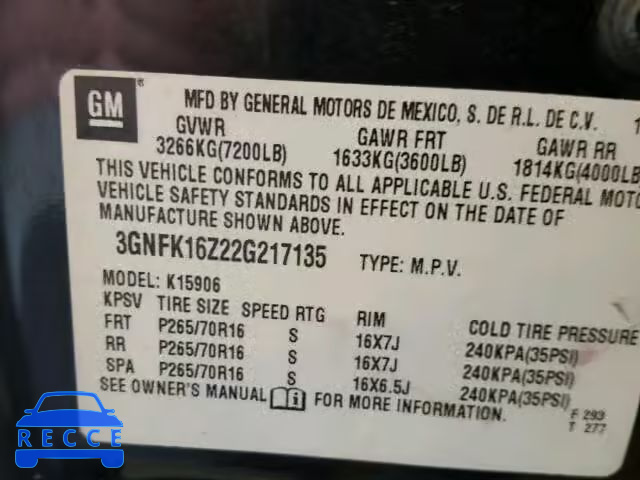 GM ®
MFD BY GENERAL MOTORS DE MEXICO, S. DE R.L. DE C.V. 1
GVWR GAWR FRT GAWR RR
3266KG(7200LB) 1633KG(3600LB) 1814KG(4000LB
THIS VEHICLE CONFORMS TO ALL APPLICABLE U.S. FEDERAL MOTO
VEHICLE SAFETY STANDARDS IN EFFECT ON THE DATE OF
MANUFACTURE SHOWN ABOVE.
3GNFK16Z22G217135 TYPE: M.P.V.
MODEL: K15906
KPSV TIRE SIZE SPEED RTG RIM COLD TIRE PRESSURE
FRT P265/70R16 S 16X7J 240KPA(35PSI)
RR P265/70R16 S 16X7J 240KPA(35PSI)
SPA P265/70R16 S 16X6.5J 240KPA(35PSI)
SEE OWNER'S MANUAL FOR MORE INFORMATION.
F 293
T 277
RECCE